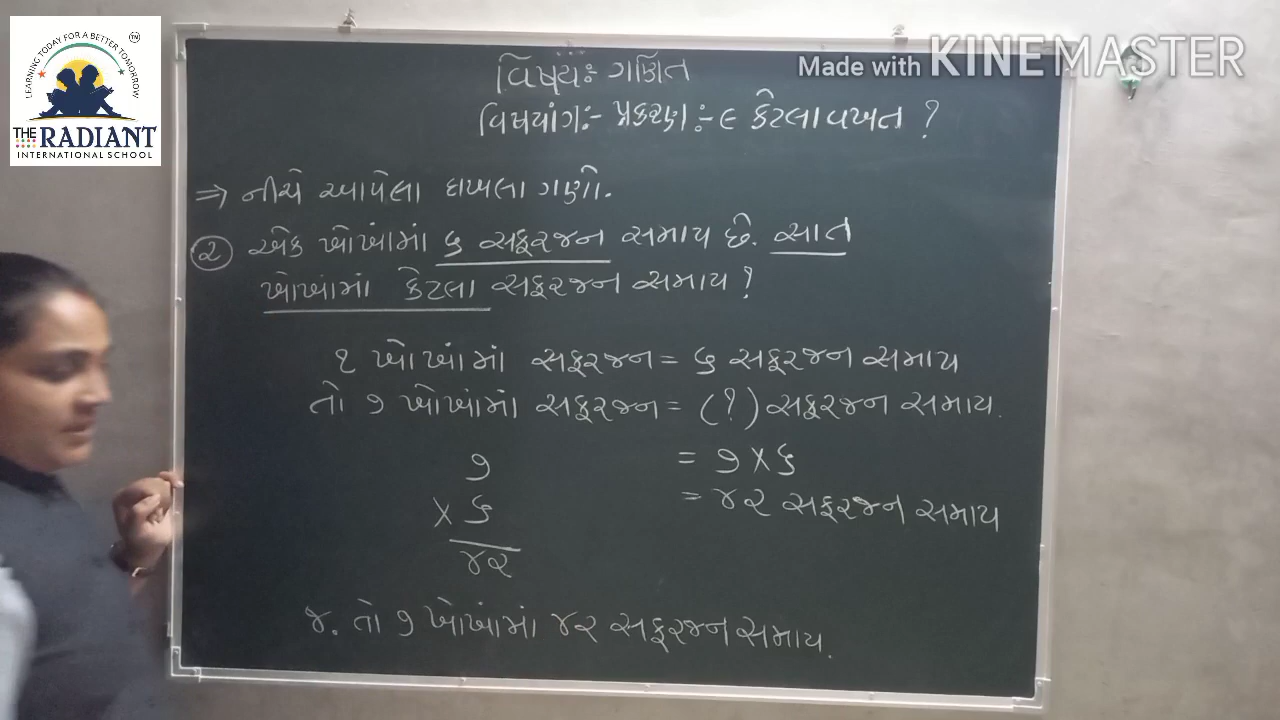 LEARNING TODAY FOR A BETTER TOMORROW
TM
THE RADIANT
INTERNATIONAL SCHOOL
Made with KINEMASTER
વિષય:- ગણિત
વિષયાંગ:- પ્રકરણ :- ૯ કેટલા વખત ?
⇒ નીચે આપેલા દાખલા ગણો.
૨ એક ખોખાંમાં ૬ સફરજન સમાય છે. સાત
ખોખાંમાં કેટલા સફરજન સમાય ?
૧ ખોખાંમાં સફરજન = ૬ સફરજન સમાય
તો ૭ ખોખાંમાં સફરજન = (?) સફરજન સમાય.
= ૭ X ૬
= ૪૨ સફરજન સમાય
૭
X ૬
૪૨
જ. તો ૭ ખોખાંમાં ૪૨ સફરજન સમાય.